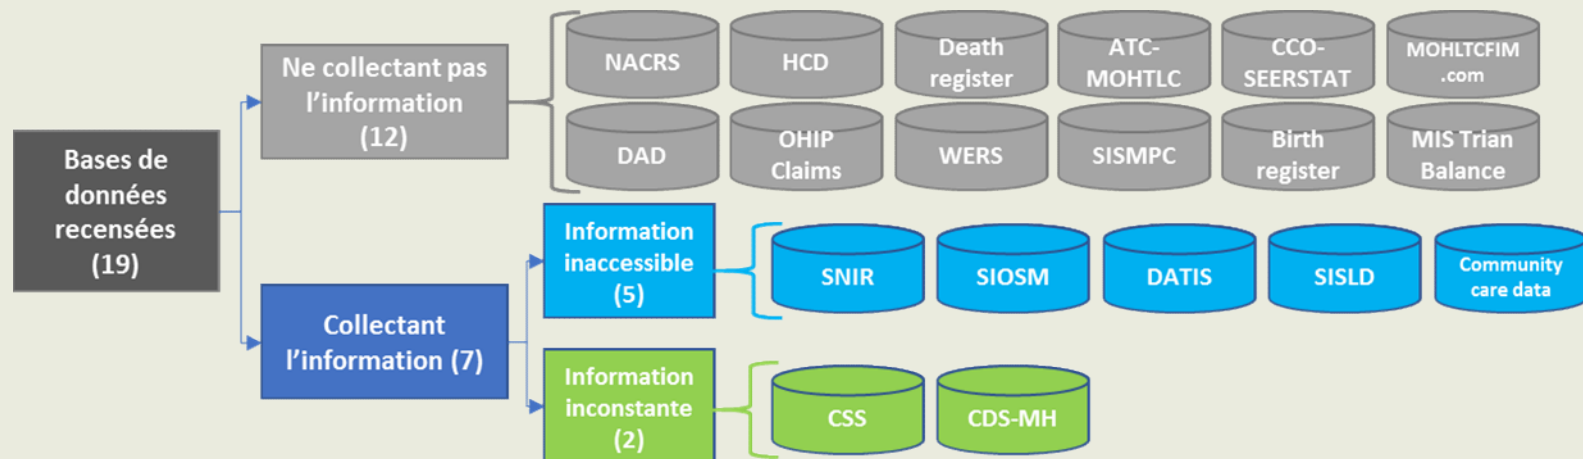 Bases de
données
recensées
(19)
Ne collectant pas
l'information
(12)
NACRS
HCD
Death
register
ATC-
MOHTLC
CCO-
SEERSTAT
MOHLTCFIM
.com
DAD
OHIP
Claims
WERS
SISMPC
Birth
register
MIS Trian
Balance
Collectant
l'information (7)
Information
inaccessible
(5)
SNIR
SIOSM
DATIS
SISLD
Community
care data
Information
inconstante
(2)
CSS
CDS-MH